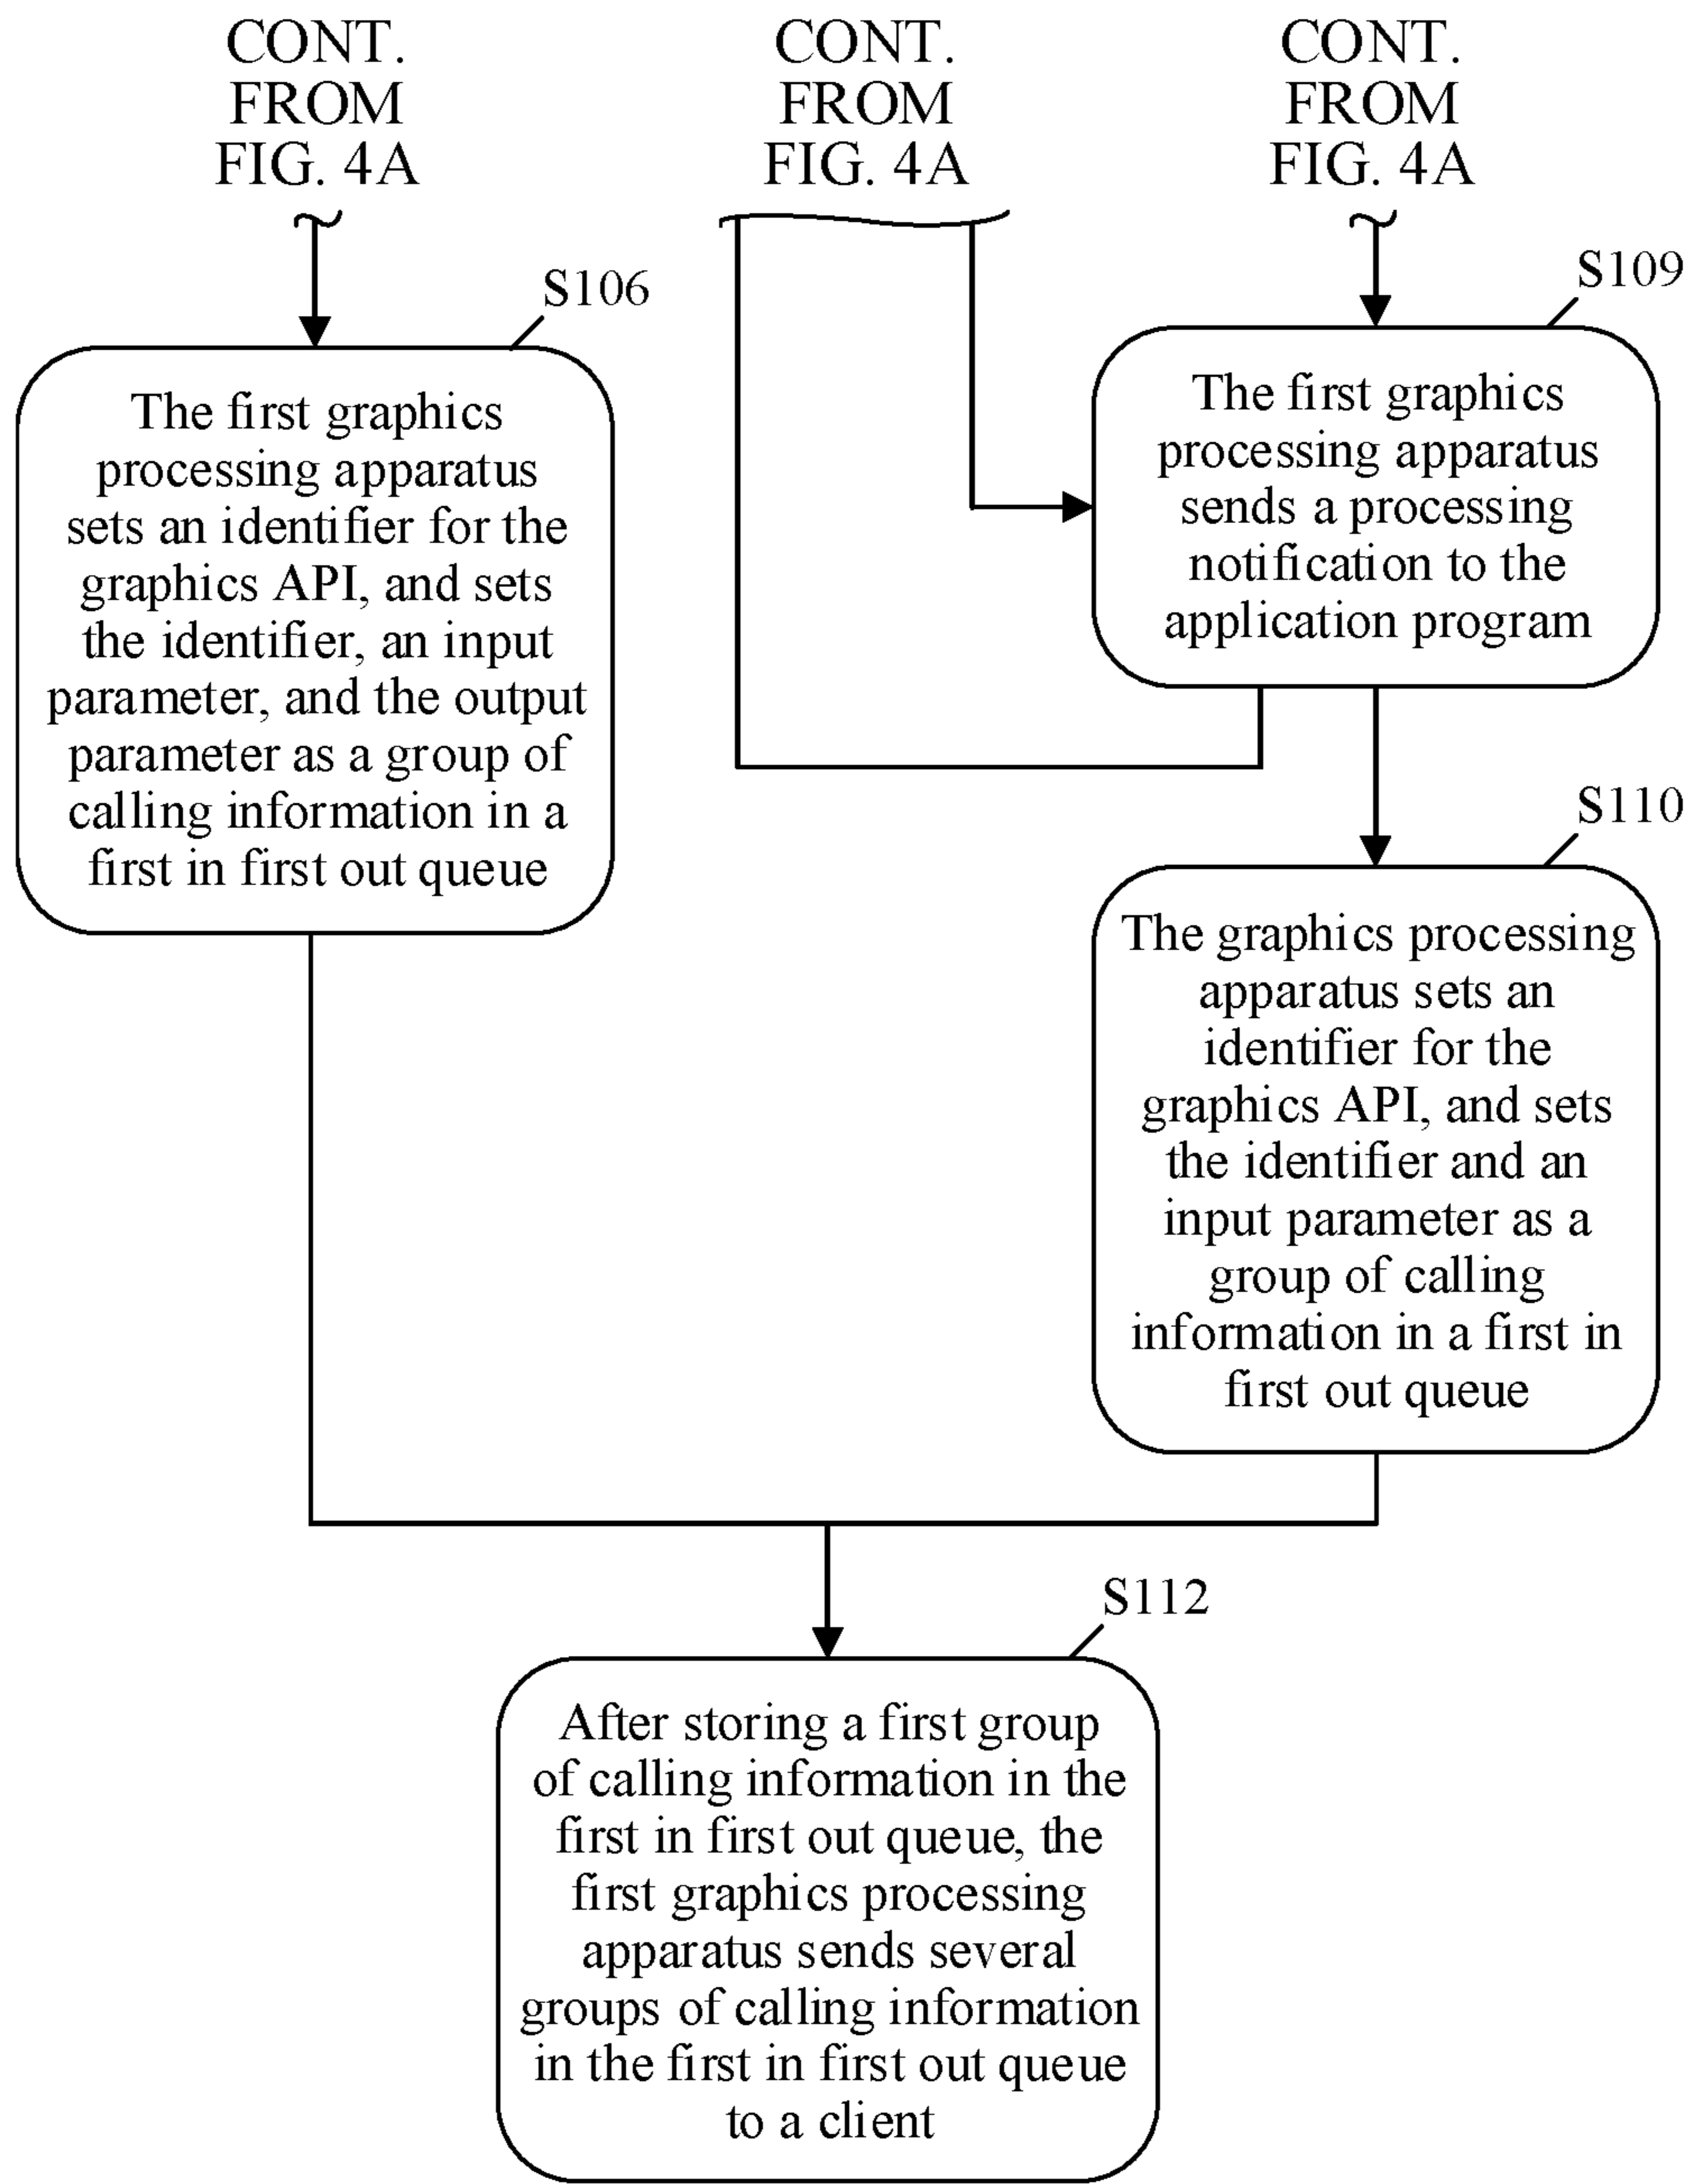 CONT.
FROM
FIG. 4A
CONT.
FROM
FIG. 4A
CONT.
FROM
FIG. 4A
S106
The first graphics
processing apparatus
sets an identifier for the
graphics API, and sets
the identifier, an input
parameter, and the output
parameter as a group of
calling information in a
first in first out queue
S109
The first graphics
processing apparatus
sends a processing
notification to the
application program
S110
The graphics processing
apparatus sets an
identifier for the
graphics API, and sets
the identifier and an
input parameter as a
group of calling
information in a first in
first out queue
S112
After storing a first group
of calling information in the
first in first out queue, the
first graphics processing
apparatus sends several
groups of calling information
in the first in first out queue
to a client